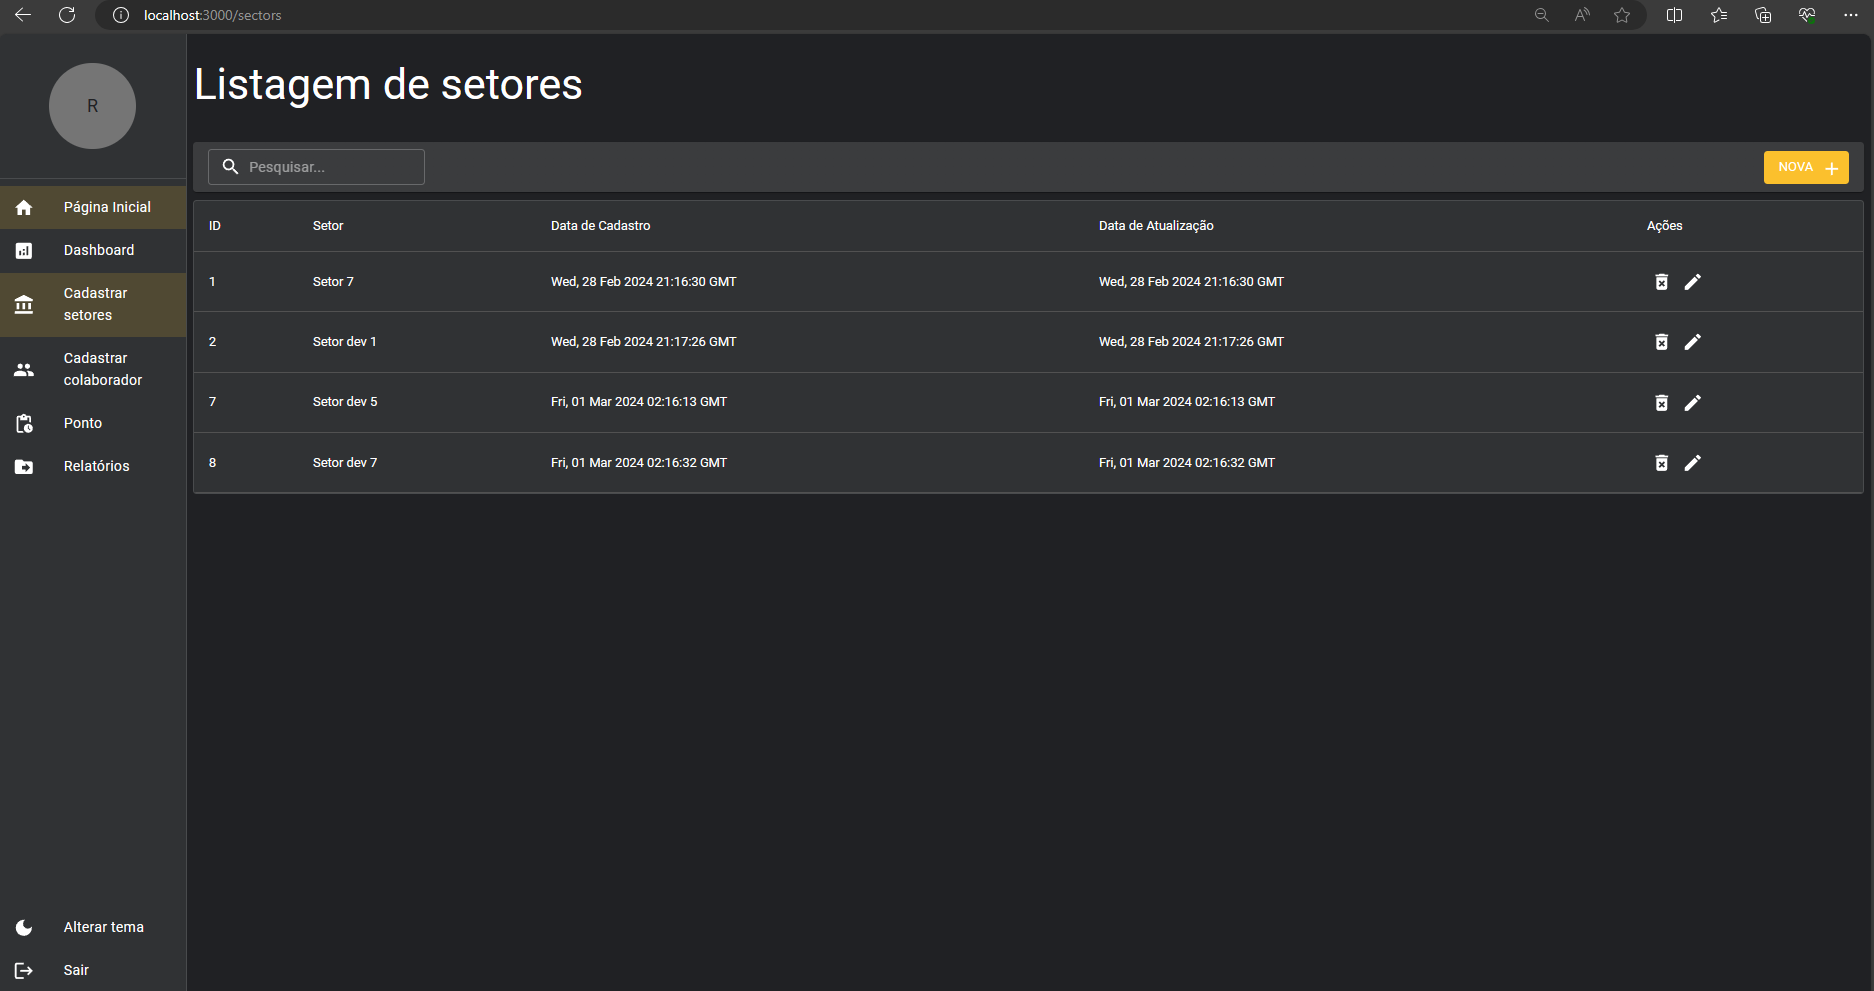 localhost:3000/sectors
R
Página Inicial
Dashboard
Cadastrar
setores
Cadastrar
colaborador
Ponto
Relatórios
Alterar tema
Sair
Listagem de setores
Pesquisar...
NOVA
ID Setor Data de Cadastro Data de Atualização Ações
1 Setor 7 Wed, 28 Feb 2024 21:16:30 GMT Wed, 28 Feb 2024 21:16:30 GMT
2 Setor dev 1 Wed, 28 Feb 2024 21:17:26 GMT Wed, 28 Feb 2024 21:17:26 GMT
7 Setor dev 5 Fri, 01 Mar 2024 02:16:13 GMT Fri, 01 Mar 2024 02:16:13 GMT
8 Setor dev 7 Fri, 01 Mar 2024 02:16:32 GMT Fri, 01 Mar 2024 02:16:32 GMT